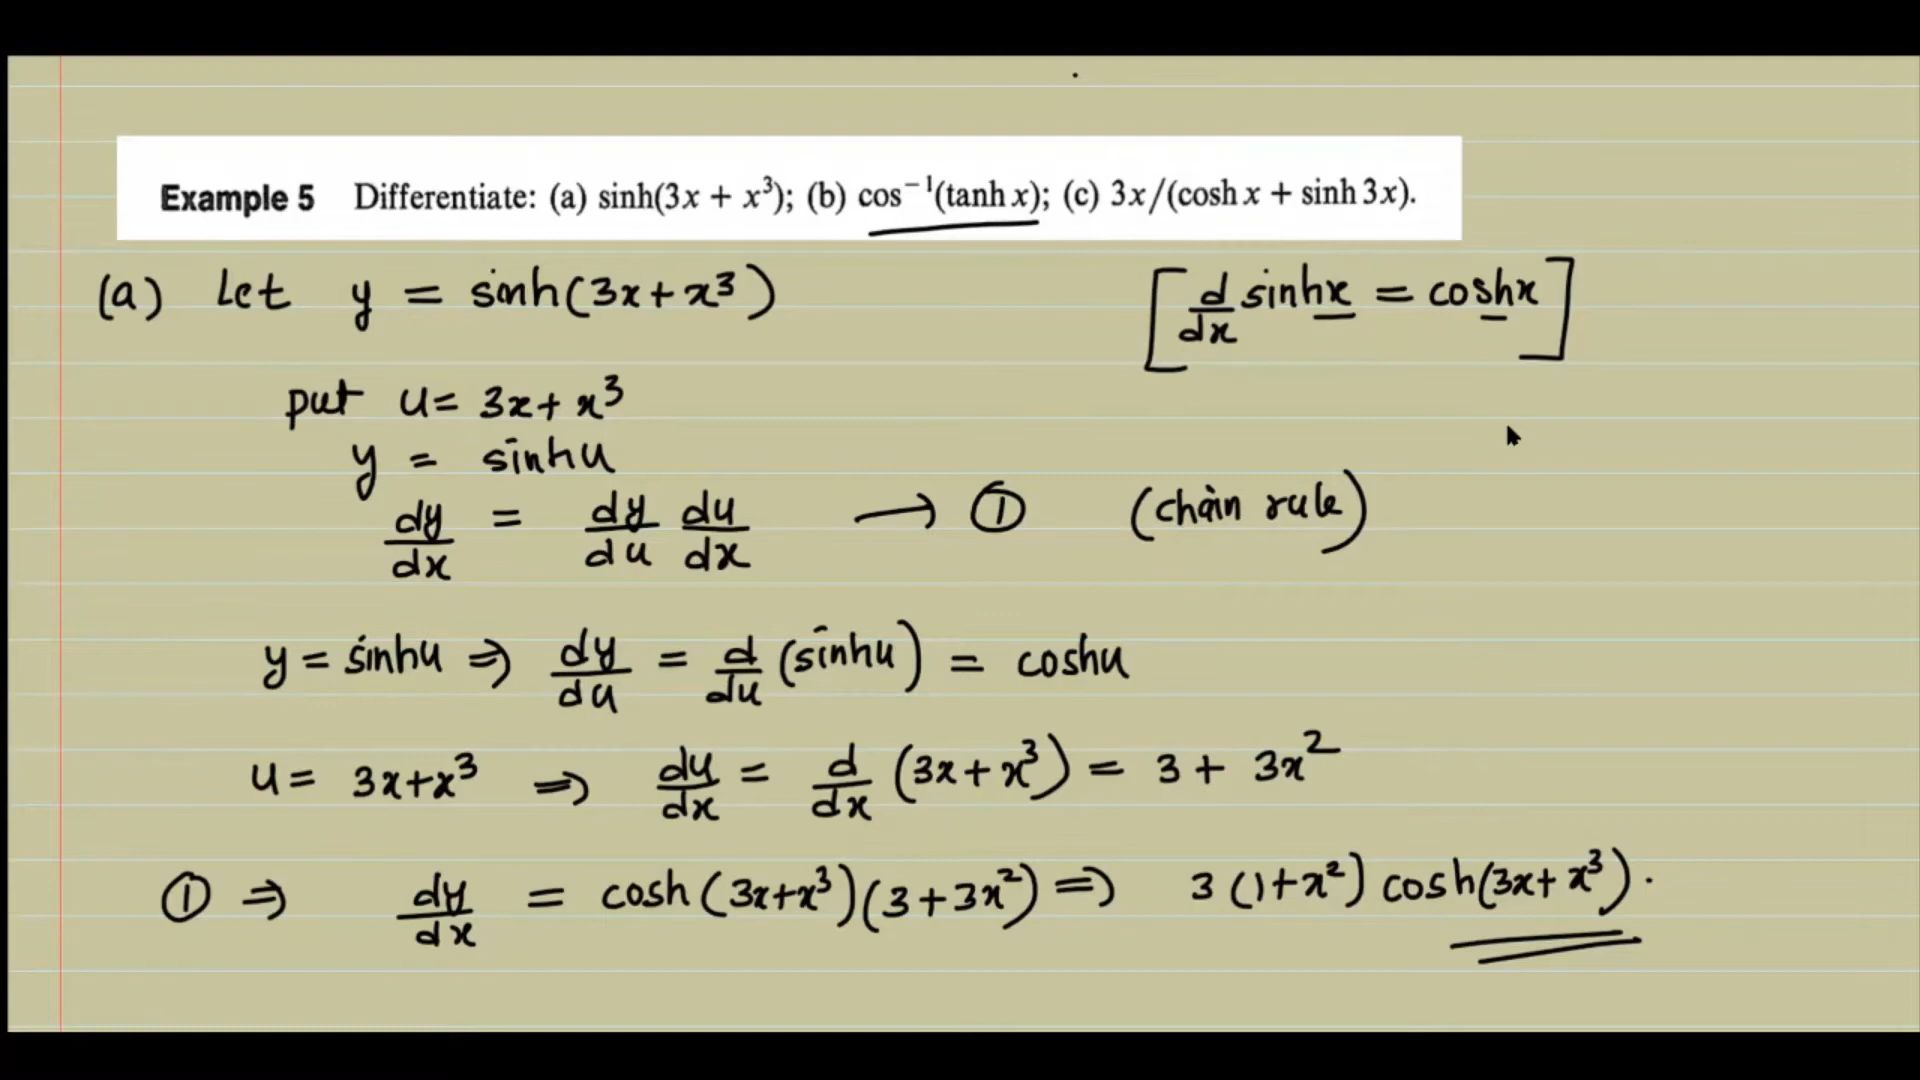 Example 5 Differentiate: (a) sinh(3x + x³); (b) cos⁻¹(tanh x); (c) 3x/(cosh x + sinh 3x).
(a) Let y = sinh(3x+x³) [d/dx sinhx = coshx]
put u = 3x+x³
y = sinhu
dy/dx = dy/du du/dx → ① (chain rule)
y = sinhu ⇒ dy/du = d/du (sinhu) = coshu
u = 3x+x³ ⇒ du/dx = d/dx (3x+x³) = 3 + 3x²
① ⇒ dy/dx = cosh(3x+x³)(3+3x²) ⇒ 3(1+x²) cosh(3x+x³).